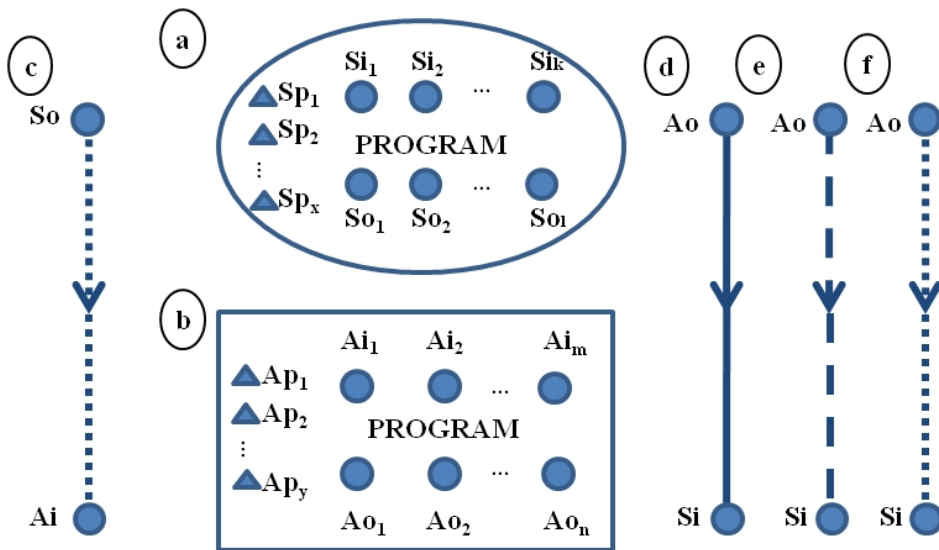 a
Si₁ Si₂ ... Siₖ
Sp₁
Sp₂
PROGRAM
⋮
Spₓ
So₁ So₂ ... Soₗ
b
Ai₁ Ai₂ ... Aiₘ
Ap₁
Ap₂
PROGRAM
⋮
Apᵧ
Ao₁ Ao₂ ... Aoₙ
c
So
Ai
d
Ao
Si
e
Ao
Si
f
Ao
Si